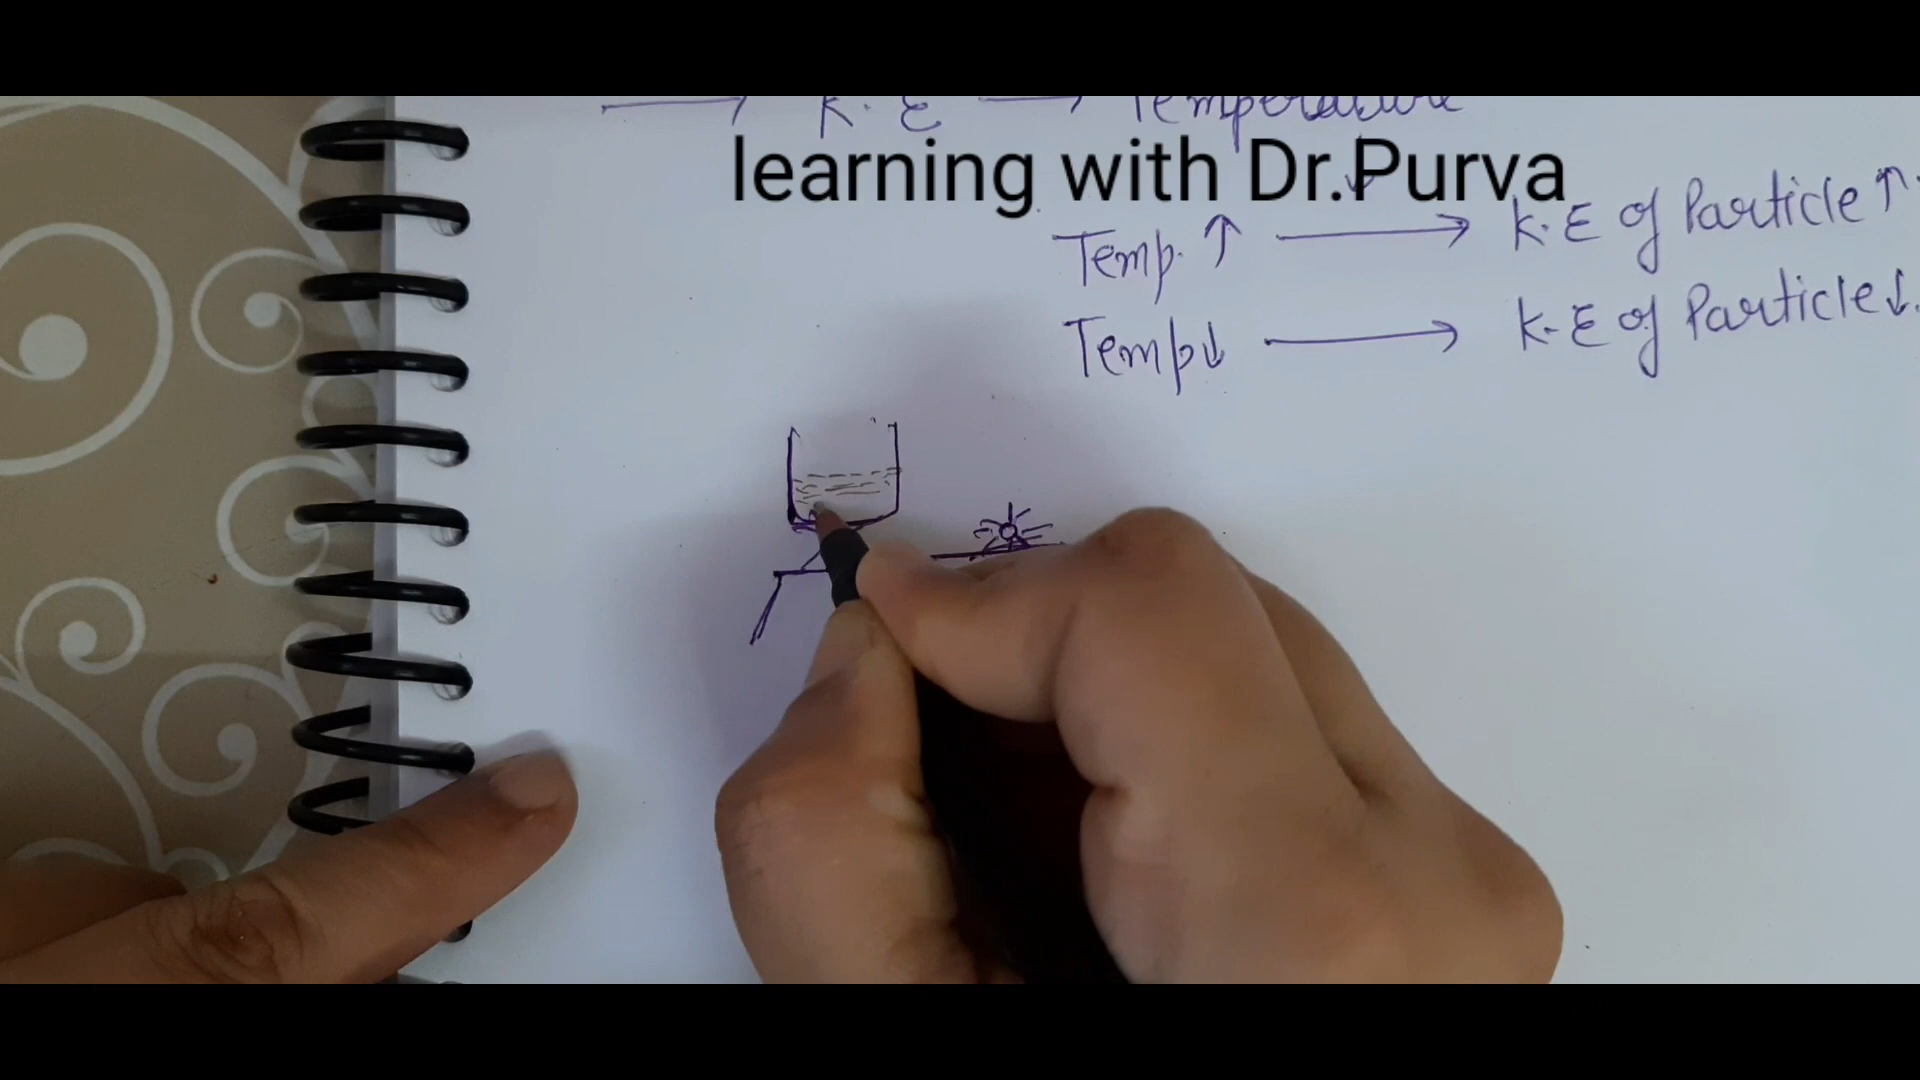 ⟶ K. E ⟶ Temperature
learning with Dr.Purva
↓
Temp. ↑ ⟶ K. E of Particle ↑.
Temp ↓ ⟶ K. E of Particle ↓.